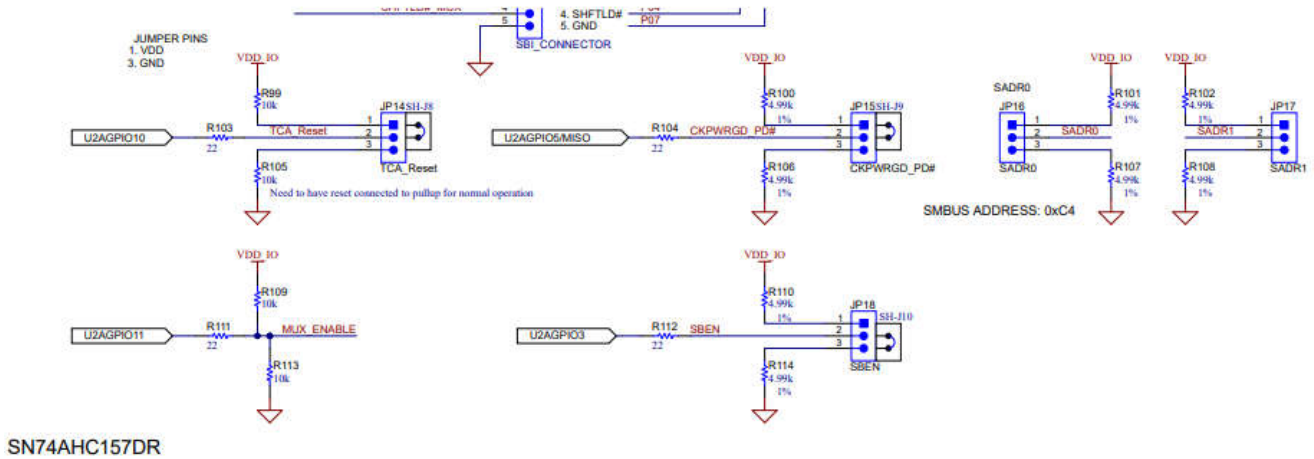 4
5
4. SHFTLD#
5. GND
P07
SBI_CONNECTOR
JUMPER PINS
1. VDD
3. GND
VDD_IO
R99
10k
JP14 SH-J8
1
2
3
U2AGPIO10
R103
22
TCA_Reset
TCA_Reset
R105
10k
Need to have reset connected to pullup for normal operation
VDD_IO
R100
4.99k
1%
JP15 SH-J9
1
2
3
U2AGPIO5/MISO
R104
22
CKPWRGD_PD#
CKPWRGD_PD#
R106
4.99k
1%
SADR0
JP16
1
2
3
SADR0
SADR0
VDD_IO
R101
4.99k
1%
R107
4.99k
1%
VDD_IO
R102
4.99k
1%
JP17
1
2
3
SADR1
SADR1
R108
4.99k
1%
SMBUS ADDRESS: 0xC4
VDD_IO
R109
10k
U2AGPIO11
R111
22
MUX_ENABLE
R113
10k
VDD_IO
R110
4.99k
1%
JP18
SH-J10
1
2
3
U2AGPIO3
R112
22
SBEN
SBEN
R114
4.99k
1%
SN74AHC157DR